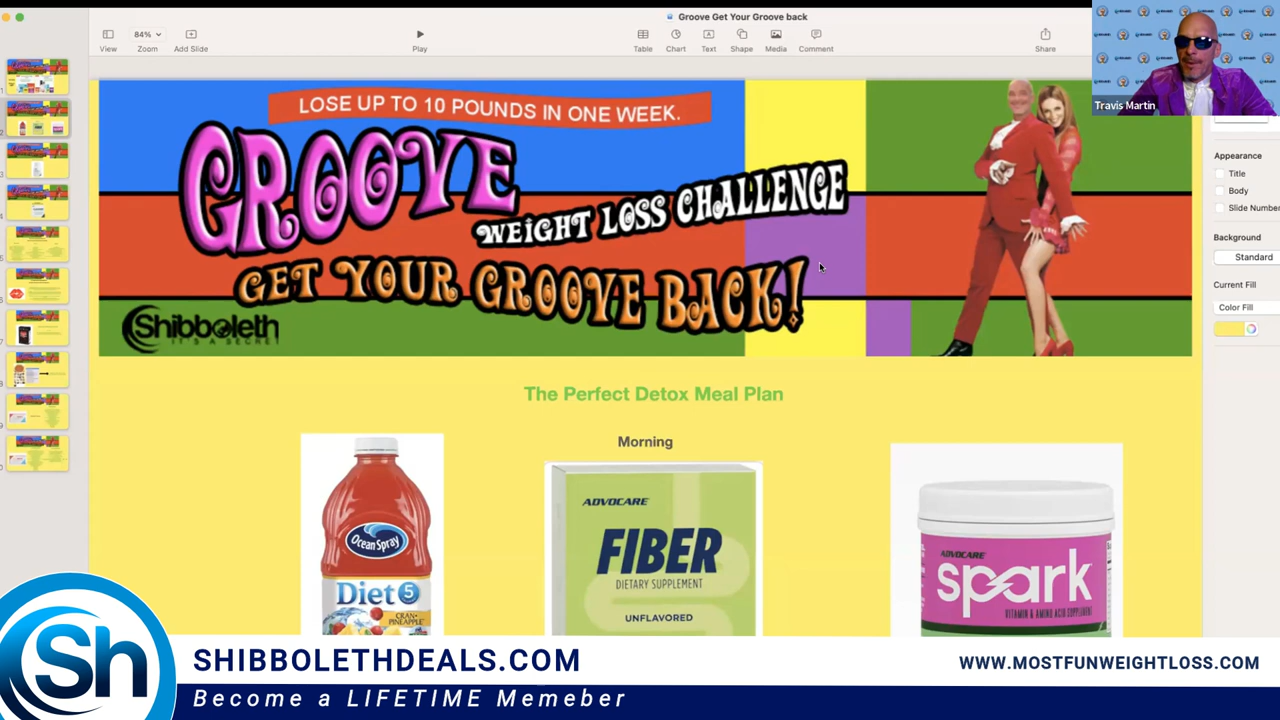 Groove Get Your Groove back
84%
View
Zoom
Add Slide
Play
Table
Chart
Text
Shape
Media
Comment
Share
Travis Martin
Appearance
Title
Body
Slide Number
Background
Standard
Current Fill
Color Fill
LOSE UP TO 10 POUNDS IN ONE WEEK.
GROOVE
WEIGHT LOSS CHALLENGE
GET YOUR GROOVE BACK!
Shibboleth
IT'S A SECRET
The Perfect Detox Meal Plan
Morning
Ocean Spray
Diet 5
CRAN-PINEAPPLE
ADVOCARE
FIBER
DIETARY SUPPLEMENT
UNFLAVORED
ADVOCARE
spark
VITAMIN & AMINO ACID SUPPLEMENT
Sh
SHIBBOLETHDEALS.COM
Become a LIFETIME Memeber
WWW.MOSTFUNWEIGHTLOSS.COM